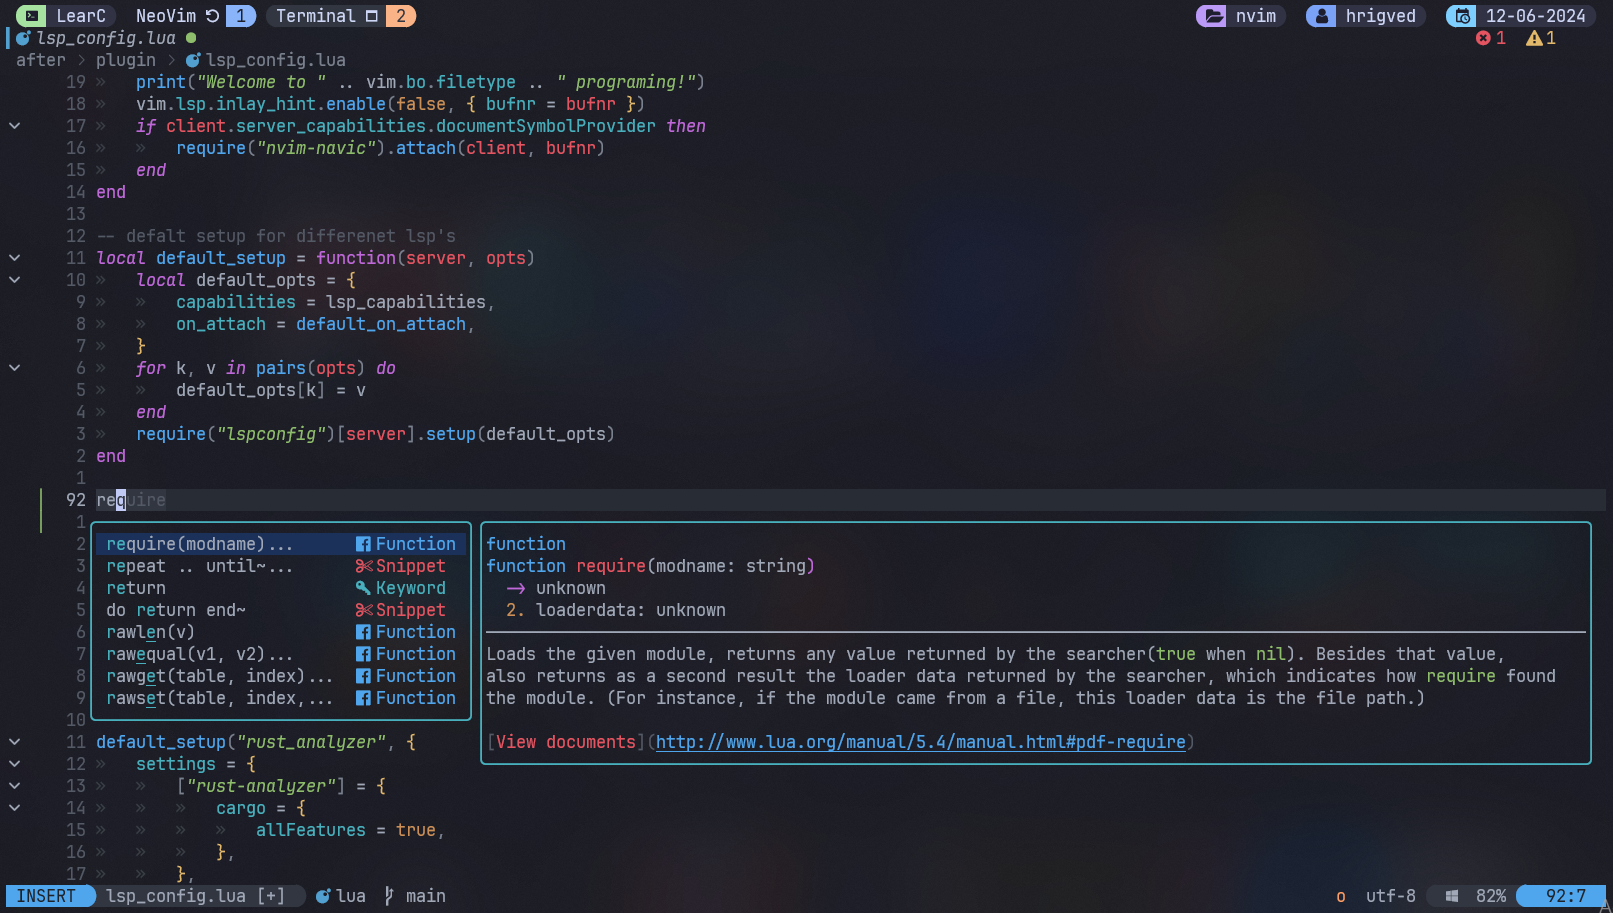 LearC NeoVim 1 Terminal 2 nvim hrigved 12-06-2024
lsp_config.lua 1 1
after > plugin > lsp_config.lua
19 » print("Welcome to " .. vim.bo.filetype .. " programing!")
18 » vim.lsp.inlay_hint.enable(false, { bufnr = bufnr })
17 » if client.server_capabilities.documentSymbolProvider then
16 » » require("nvim-navic").attach(client, bufnr)
15 » end
14 end
13
12 -- defalt setup for differenet lsp's
11 local default_setup = function(server, opts)
10 » local default_opts = {
9 » » capabilities = lsp_capabilities,
8 » » on_attach = default_on_attach,
7 » }
6 » for k, v in pairs(opts) do
5 » » default_opts[k] = v
4 » end
3 » require("lspconfig")[server].setup(default_opts)
2 end
1
92 require
1
2 require(modname)... Function function
3 repeat .. until~... Snippet function require(modname: string)
4 return Keyword → unknown
5 do return end~ Snippet 2. loaderdata: unknown
6 rawlen(v) Function
7 rawequal(v1, v2)... Function Loads the given module, returns any value returned by the searcher(true when nil). Besides that value,
8 rawget(table, index)... Function also returns as a second result the loader data returned by the searcher, which indicates how require found
9 rawset(table, index,... Function the module. (For instance, if the module came from a file, this loader data is the file path.)
10
11 default_setup("rust_analyzer", { [View documents](http://www.lua.org/manual/5.4/manual.html#pdf-require)
12 » settings = {
13 » » ["rust-analyzer"] = {
14 » » » cargo = {
15 » » » » allFeatures = true,
16 » » » },
17 » » },
INSERT lsp_config.lua [+] lua main o utf-8 82% 92:7